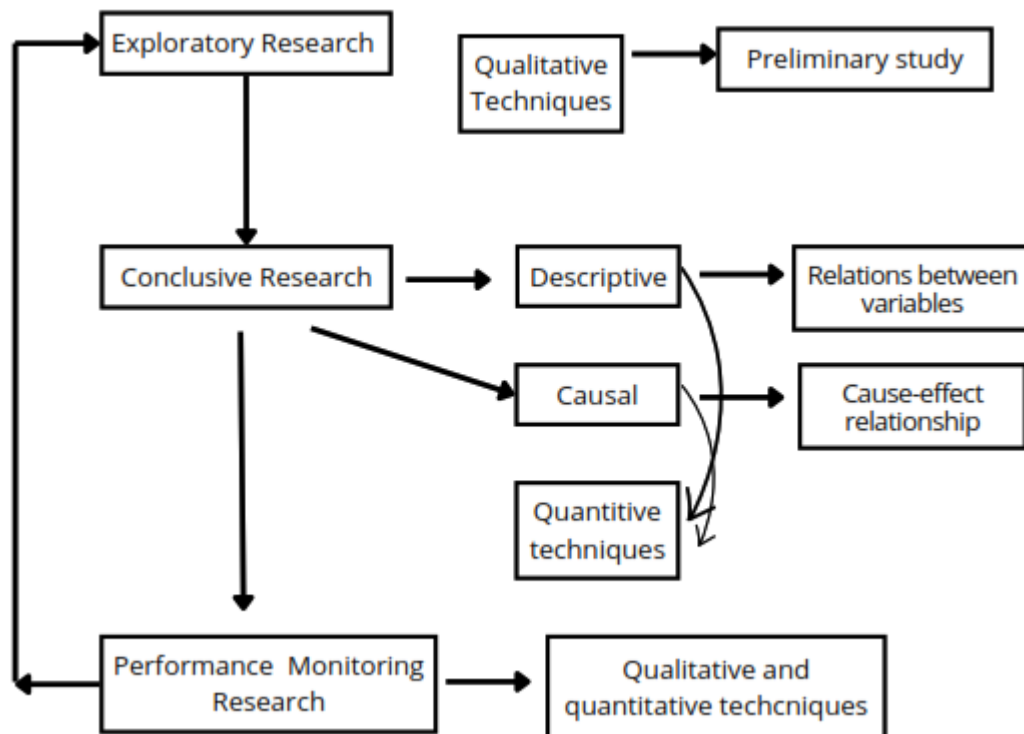 Exploratory Research
Qualitative
Techniques
Preliminary study
Conclusive Research
Descriptive
Relations between
variables
Causal
Cause-effect
relationship
Quantitive
techniques
Performance Monitoring
Research
Qualitative and
quantitative techcniques